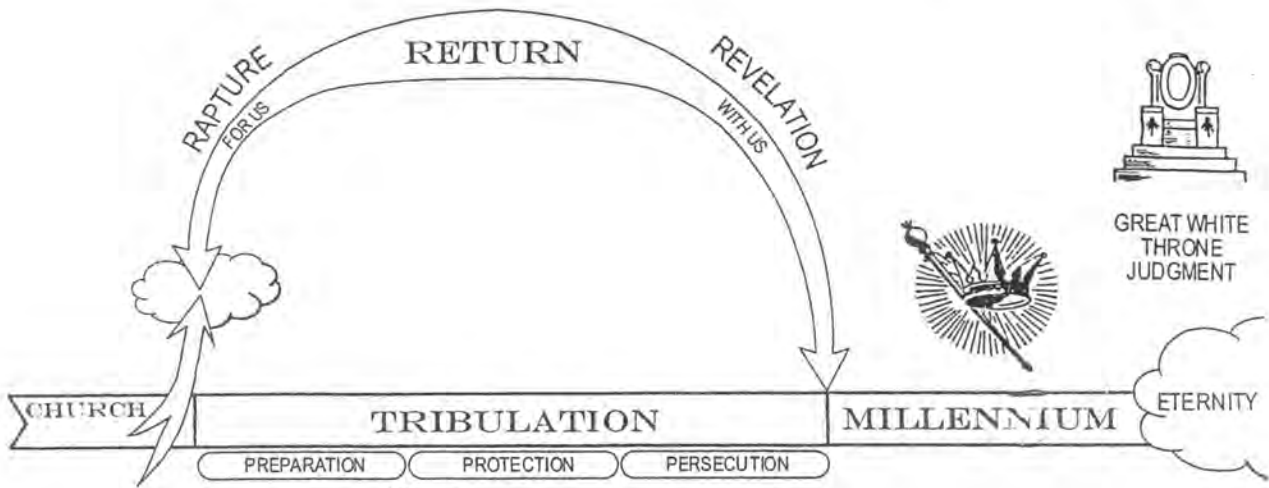 RETURN
RAPTURE
FOR US
REVELATION
WITH US
GREAT WHITE
THRONE
JUDGMENT
CHURCH
TRIBULATION
MILLENNIUM
ETERNITY
PREPARATION
PROTECTION
PERSECUTION